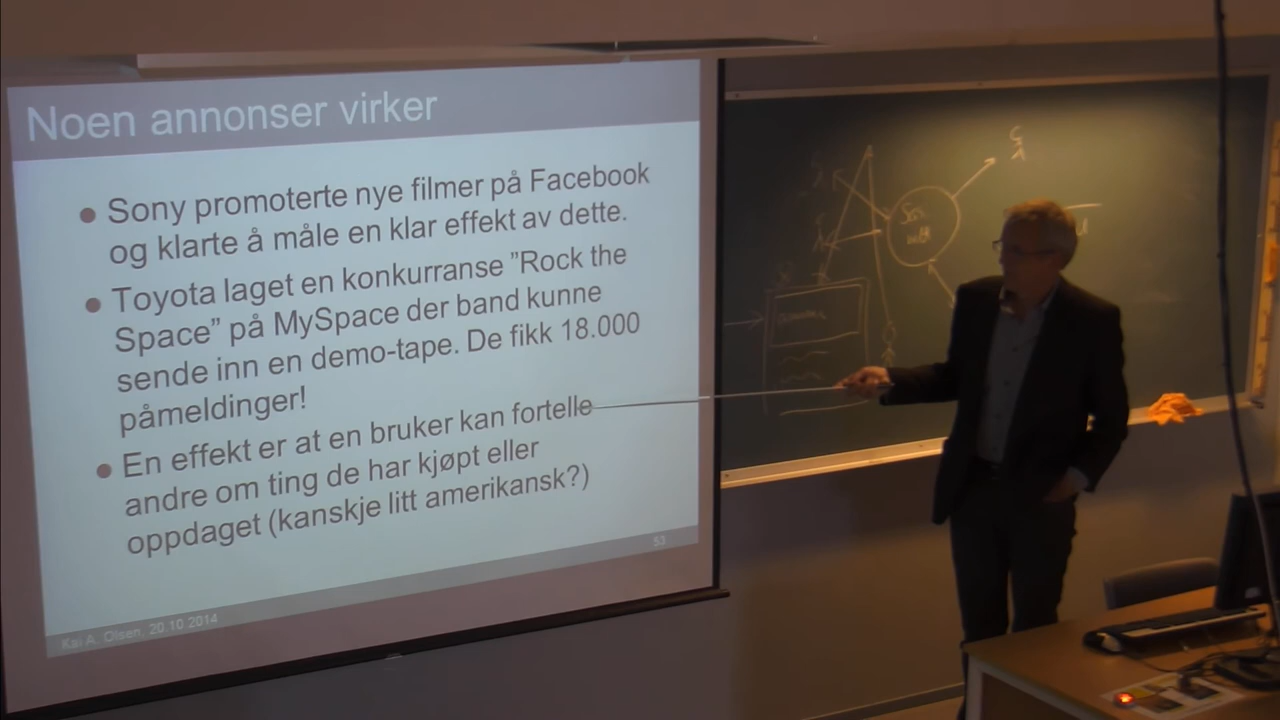 Noen annonser virker
● Sony promoterte nye filmer på Facebook
og klarte å måle en klar effekt av dette.
● Toyota laget en konkurranse ”Rock the
Space” på MySpace der band kunne
sende inn en demo-tape. De fikk 18.000
påmeldinger!
● En effekt er at en bruker kan fortelle
andre om ting de har kjøpt eller
oppdaget (kanskje litt amerikansk?)
53
Kai A. Olsen, 20.10 2014